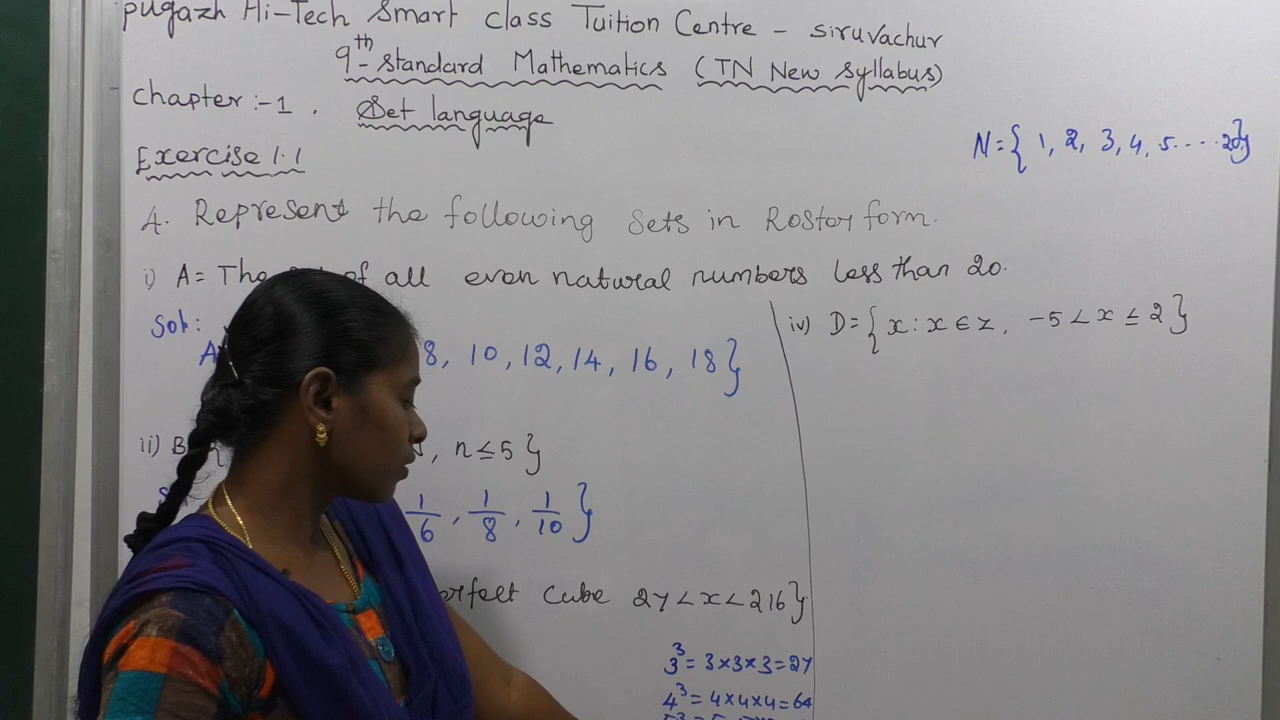 pugazh Hi-Tech Smart class Tuition Centre - siruvachur
9th standard Mathematics (TN New Syllabus)
Chapter :-1. Set language
N={ 1, 2, 3, 4, 5.... 20}
Exercise 1.1
4. Represent the following sets in Rostor form.
i) A= The of all even natural numbers less than 20.
Sol:
A 8, 10, 12, 14, 16, 18}
ii) B , n≤5}
1/6, 1/8, 1/10}
Cube 27<x<216}
3³= 3×3×3=27
4³= 4×4×4=64
iv) D={x:x∈z, -5<x≤2}